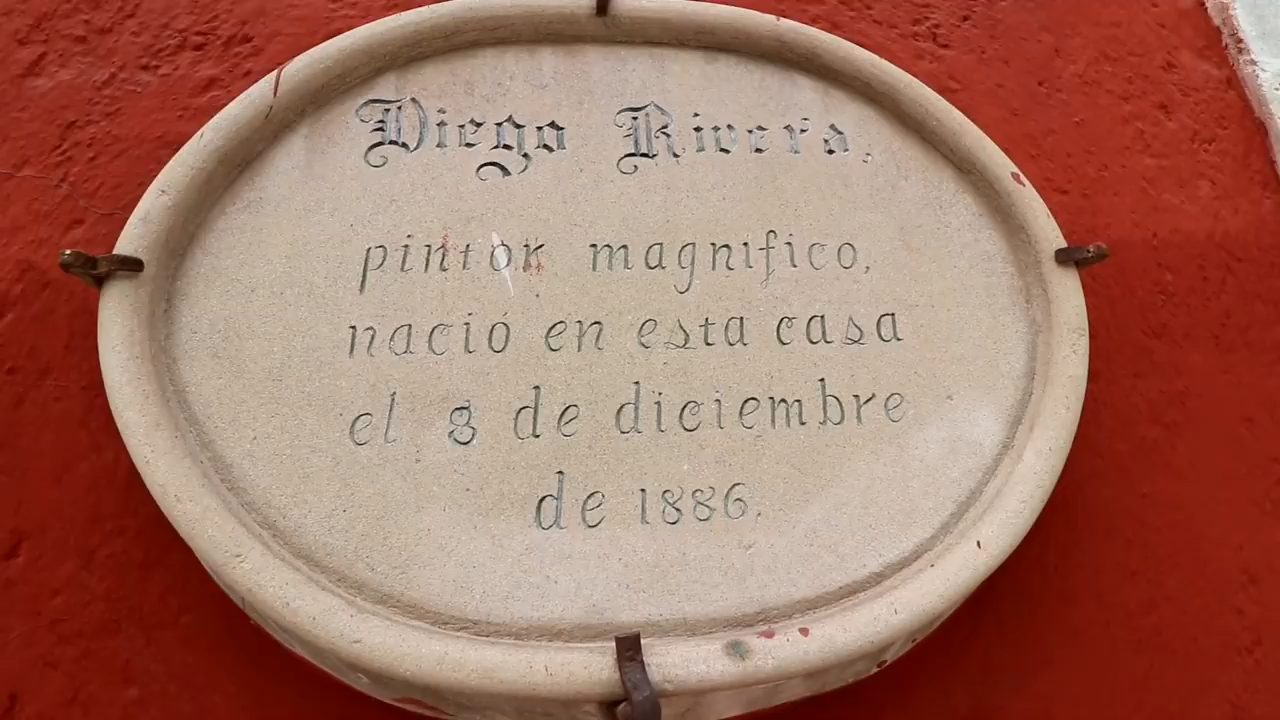 Diego Rivera,
pintor magnifico,
nació en esta casa
el 8 de diciembre
de 1886.